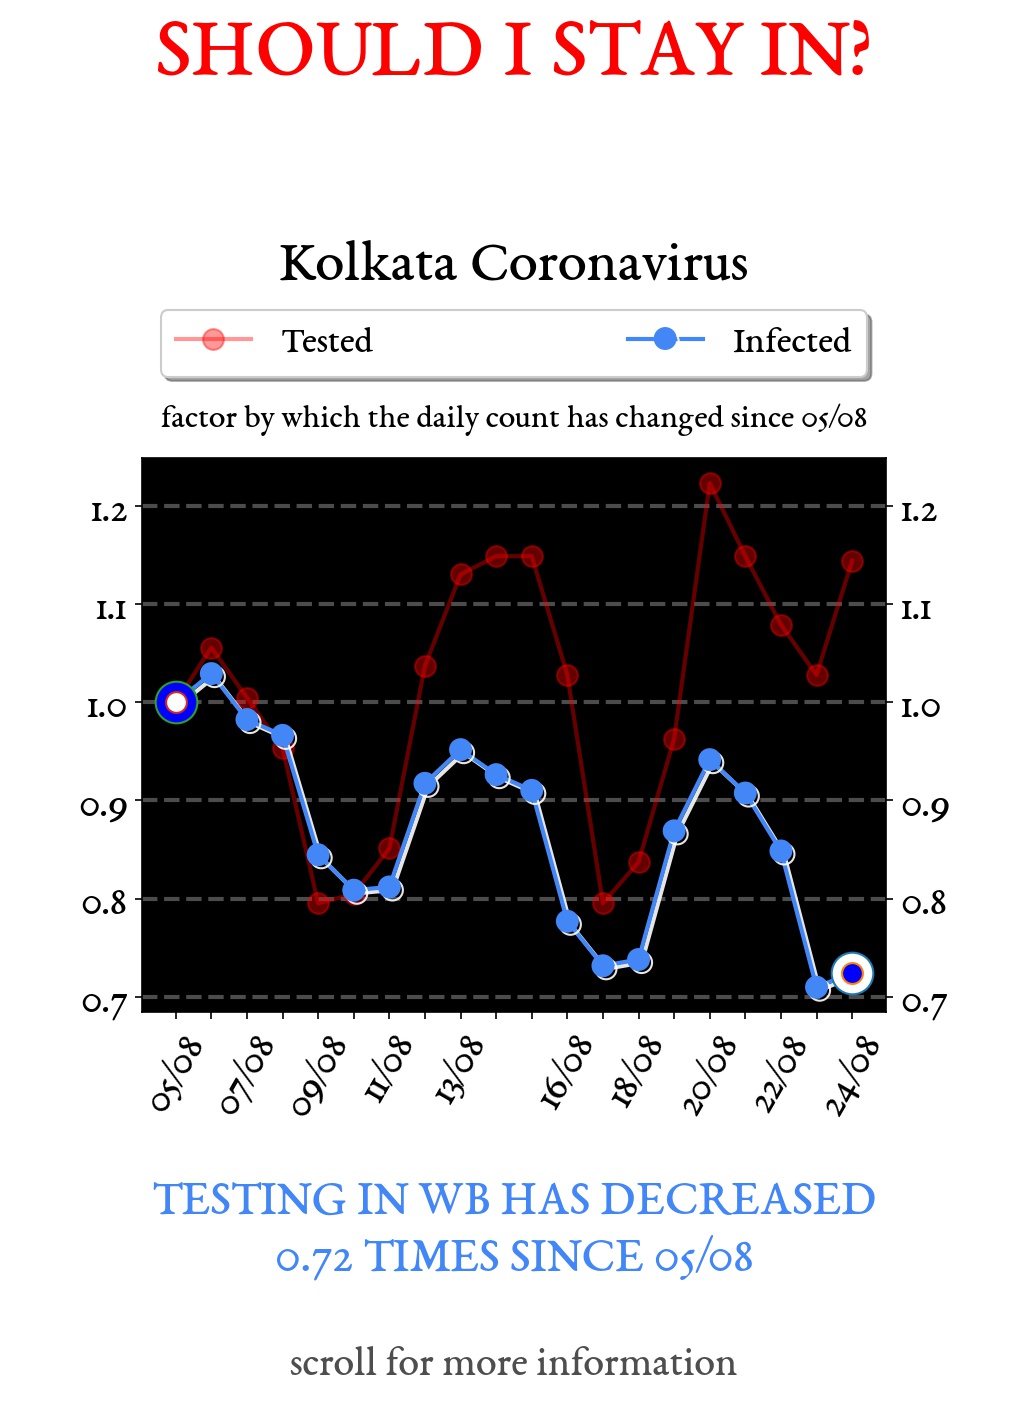 SHOULD I STAY IN?
Kolkata Coronavirus
Tested Infected
factor by which the daily count has changed since 05/08
1.2 1.2
1.1 1.1
1.0 1.0
0.9 0.9
0.8 0.8
0.7 0.7
05/08 07/08 09/08 11/08 13/08 16/08 18/08 20/08 22/08 24/08
TESTING IN WB HAS DECREASED
0.72 TIMES SINCE 05/08
scroll for more information